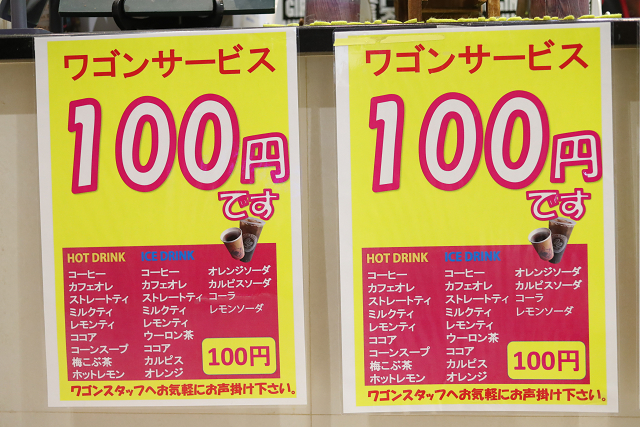 ワゴンサービス
100円
です
HOT DRINK
コーヒー
カフェオレ
ストレートティ
ミルクティ
レモンティ
ココア
コーンスープ
梅こぶ茶
ホットレモン
ICE DRINK
コーヒー
カフェオレ
ストレートティ
ミルクティ
レモンティ
ウーロン茶
ココア
カルピス
オレンジ
オレンジソーダ
カルピスソーダ
コーラ
レモンソーダ
100円
ワゴンスタッフへお気軽にお声掛け下さい。
ワゴンサービス
100円
です
HOT DRINK
コーヒー
カフェオレ
ストレートティ
ミルクティ
レモンティ
ココア
コーンスープ
梅こぶ茶
ホットレモン
ICE DRINK
コーヒー
カフェオレ
ストレートティ
ミルクティ
レモンティ
ウーロン茶
ココア
カルピス
オレンジ
オレンジソーダ
カルピスソーダ
コーラ
レモンソーダ
100円
ワゴンスタッフへお気軽にお声掛け下さい。